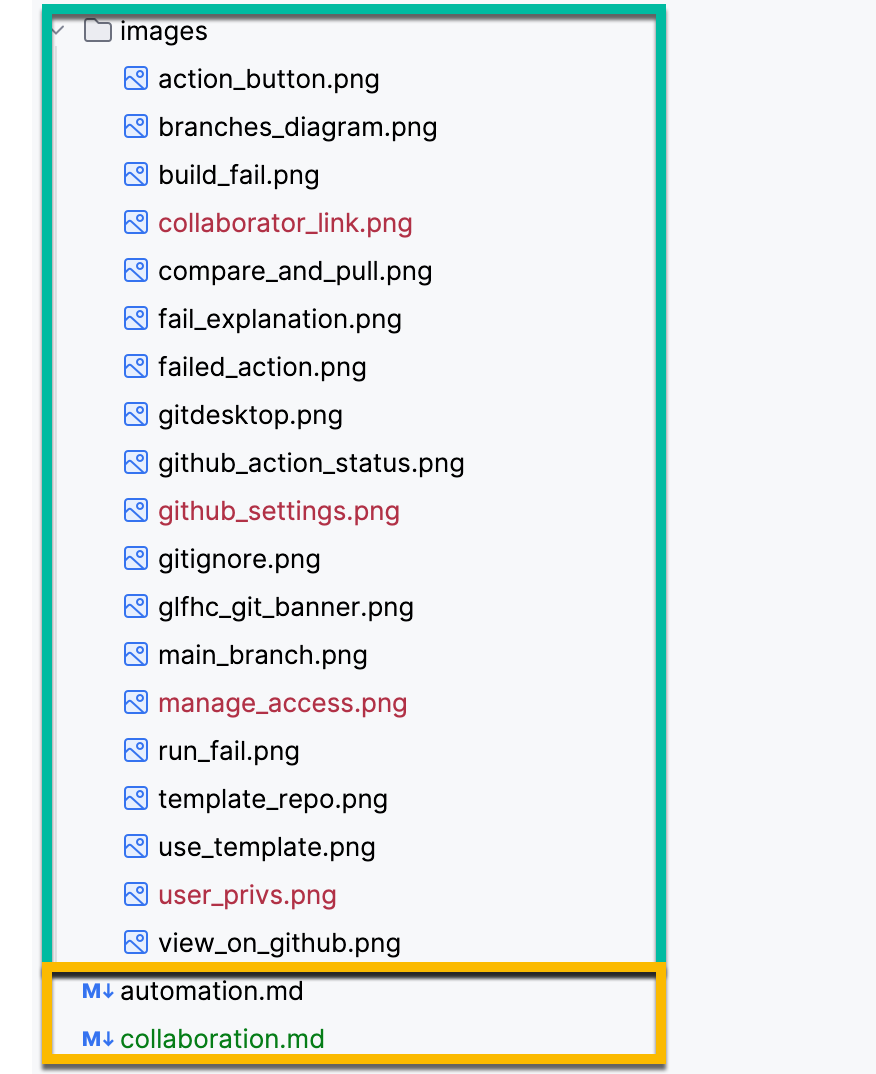 images
action_button.png
branches_diagram.png
build_fail.png
collaborator_link.png
compare_and_pull.png
fail_explanation.png
failed_action.png
gitdesktop.png
github_action_status.png
github_settings.png
gitignore.png
glfhc_git_banner.png
main_branch.png
manage_access.png
run_fail.png
template_repo.png
use_template.png
user_privs.png
view_on_github.png
M↓ automation.md
M↓ collaboration.md